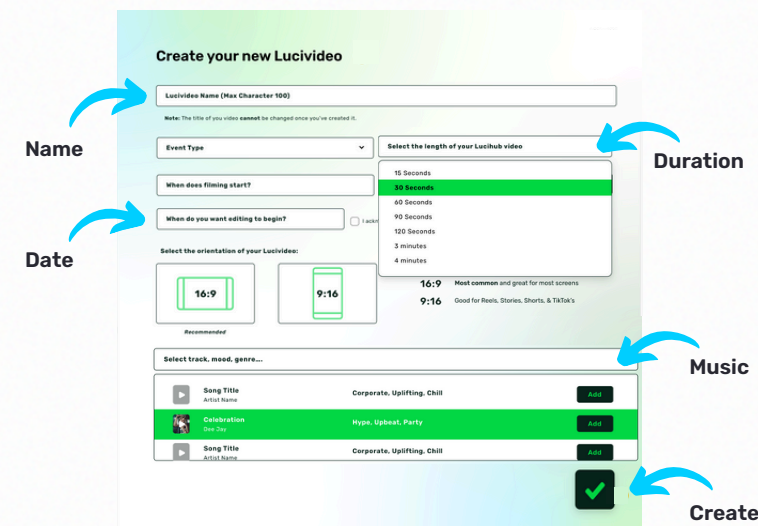 Create your new Lucivideo
Lucivideo Name (Max Character 100)
Note: The title of you video cannot be changed once you've created it.
Name
Event Type
Select the length of your Lucihub video
Duration
15 Seconds
30 Seconds
60 Seconds
90 Seconds
120 Seconds
3 minutes
4 minutes
When does filming start?
When do you want editing to begin?
I ackn
Date
Select the orientation of your Lucivideo:
16:9
9:16
Recommended
16:9 Most common and great for most screens
9:16 Good for Reels, Stories, Shorts, & TikTok's
Select track, mood, genre...
Music
Song Title
Artist Name
Corporate, Uplifting, Chill
Add
Celebration
Dee Jay
Hype, Upbeat, Party
Add
Song Title
Artist Name
Corporate, Uplifting, Chill
Add
Create